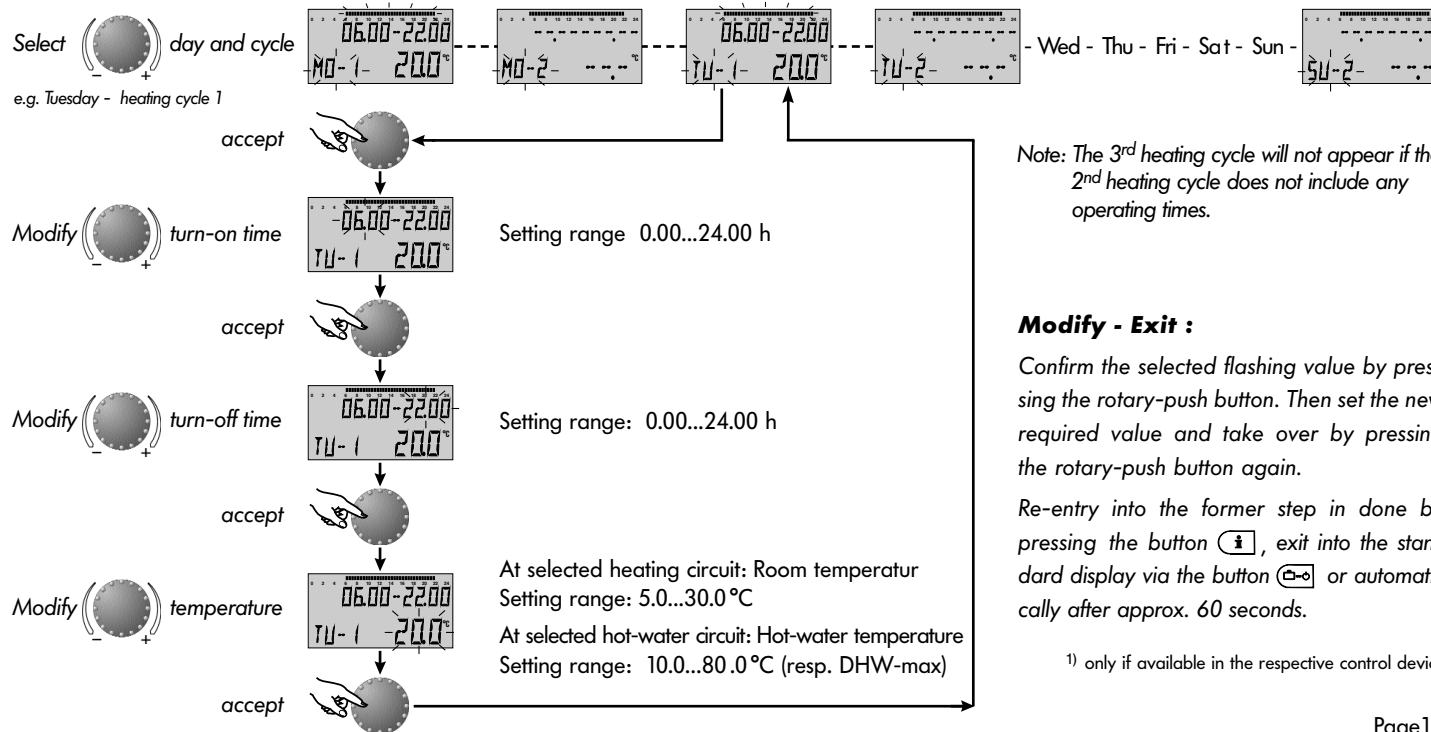 Select day and cycle
06.00-22.00
MO-1 20.0 °C
MO-2
06.00-22.00
TU-1 20.0 °C
TU-2
- Wed - Thu - Fri - Sat - Sun -
SU-2
e.g. Tuesday - heating cycle 1
accept
Note: The 3rd heating cycle will not appear if the
2nd heating cycle does not include any
operating times.
Modify turn-on time
06.00-22.00
TU-1 20.0 °C
Setting range 0.00...24.00 h
accept
Modify turn-off time
06.00-22.00
TU-1 20.0 °C
Setting range: 0.00...24.00 h
accept
Modify temperature
06.00-22.00
TU-1 20.0 °C
At selected heating circuit: Room temperatur
Setting range: 5.0...30.0 °C
At selected hot-water circuit: Hot-water temperature
Setting range: 10.0...80.0 °C (resp. DHW-max)
accept
Modify - Exit :
Confirm the selected flashing value by pres-
sing the rotary-push button. Then set the new
required value and take over by pressin
the rotary-push button again.
Re-entry into the former step in done b
pressing the button i , exit into the stan-
dard display via the button or automati-
cally after approx. 60 seconds.
1) only if available in the respective control devic
Page1